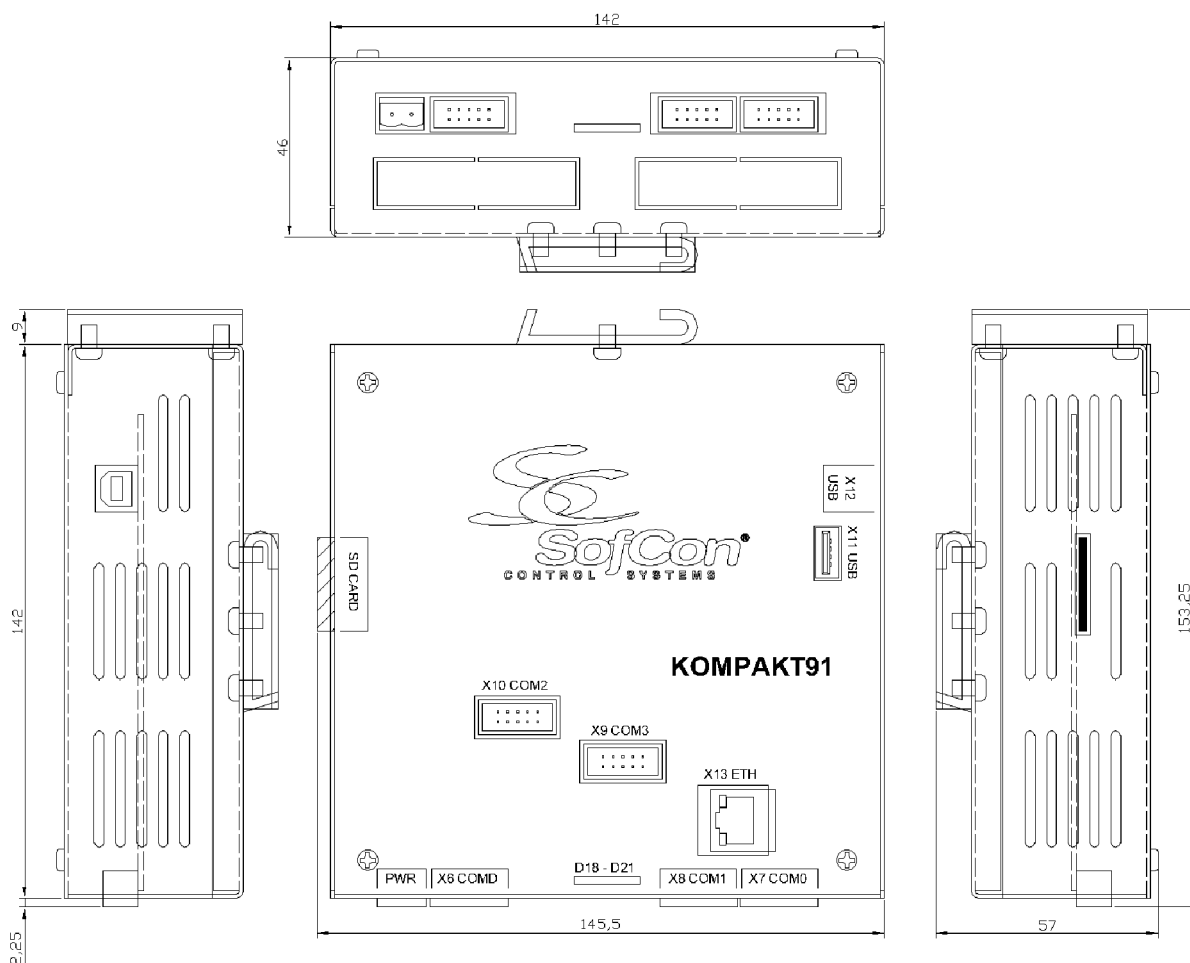 142
46
9
142
2,25
X12
USB
X11 USB
SD CARD
SofCon®
CONTROL SYSTEMS
KOMPAKT91
X10 COM2
X9 COM3
X13 ETH
D18 - D21
PWR
X6 COMD
X8 COM1
X7 COM0
145,5
153,25
57